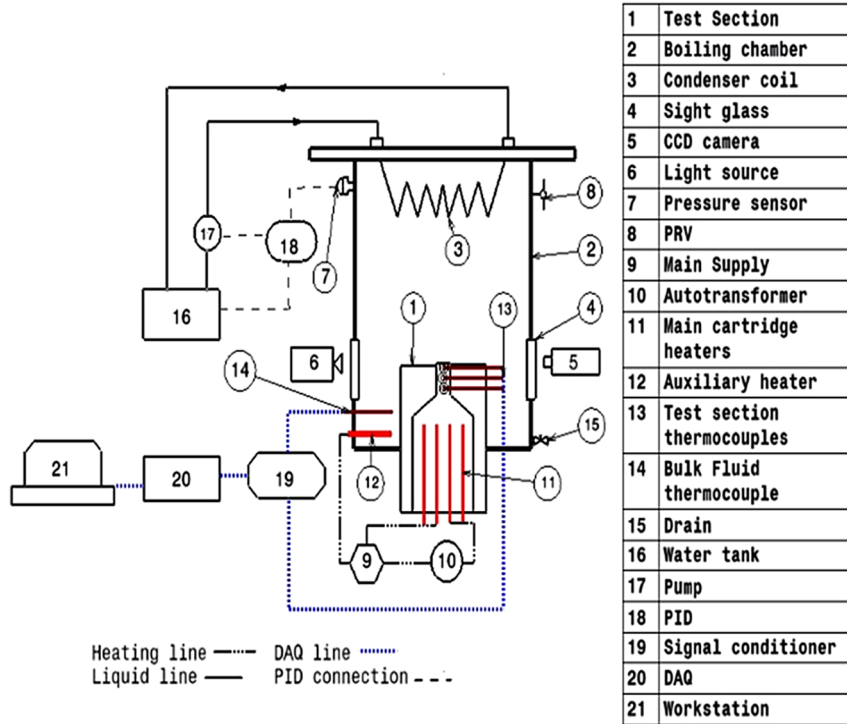 1 Test Section
2 Boiling chamber
3 Condenser coil
4 Sight glass
5 CCD camera
6 Light source
7 Pressure sensor
8 PRV
9 Main Supply
10 Autotransformer
11 Main cartridge
heaters
12 Auxiliary heater
13 Test section
thermocouples
14 Bulk Fluid
thermocouple
15 Drain
16 Water tank
17 Pump
18 PID
19 Signal conditioner
20 DAQ
21 Workstation
17
18
8
3
2
7
16
1
13
4
6
5
14
15
21
20
19
12
11
9
10
Heating line
DAQ line
Liquid line
PID connection